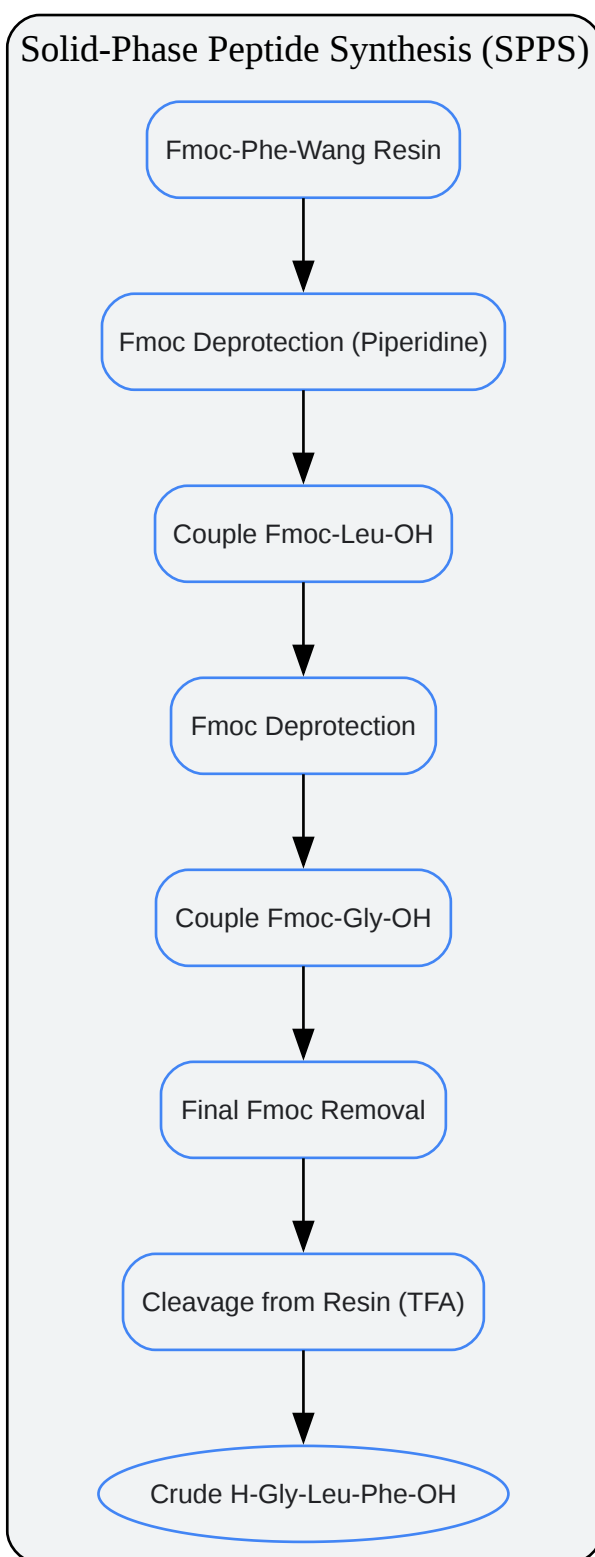 Solid-Phase Peptide Synthesis (SPPS)
Fmoc-Phe-Wang Resin
Fmoc Deprotection (Piperidine)
Couple Fmoc-Leu-OH
Fmoc Deprotection
Couple Fmoc-Gly-OH
Final Fmoc Removal
Cleavage from Resin (TFA)
Crude H-Gly-Leu-Phe-OH